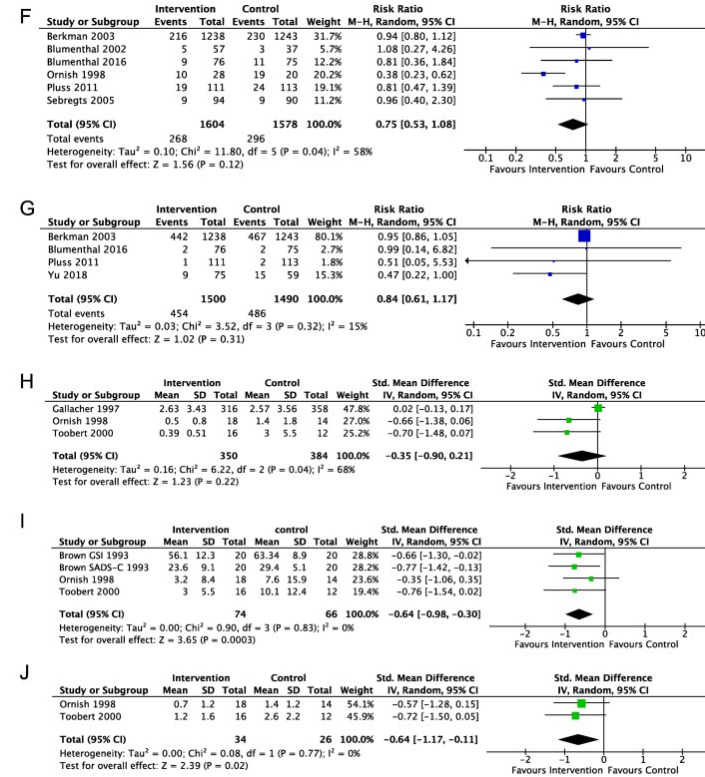 F
Intervention Control Risk Ratio Risk Ratio
Study or Subgroup Events Total Events Total Weight M-H, Random, 95% CI M-H, Random, 95% CI
Berkman 2003 216 1238 230 1243 31.7% 0.94 [0.80, 1.12]
Blumenthal 2002 5 57 3 37 5.7% 1.08 [0.27, 4.26]
Blumenthal 2016 9 76 11 75 12.2% 0.81 [0.36, 1.84]
Ornish 1998 10 28 19 20 20.2% 0.38 [0.23, 0.62]
Pluss 2011 19 111 24 113 19.1% 0.81 [0.47, 1.39]
Sebregts 2005 9 94 9 90 11.2% 0.96 [0.40, 2.30]
Total (95% CI) 1604 1578 100.0% 0.75 [0.53, 1.08]
Total events 268 296
Heterogeneity: Tau² = 0.10; Chi² = 11.80, df = 5 (P = 0.04); I² = 58%
Test for overall effect: Z = 1.56 (P = 0.12)
0.1 0.2 0.5 1 2 5 10
Favours Intervention Favours Control
G
Intervention Control Risk Ratio Risk Ratio
Study or Subgroup Events Total Events Total Weight M-H, Random, 95% CI M-H, Random, 95% CI
Berkman 2003 442 1238 467 1243 80.1% 0.95 [0.86, 1.05]
Blumenthal 2016 2 76 2 75 2.7% 0.99 [0.14, 6.82]
Pluss 2011 1 111 2 113 1.8% 0.51 [0.05, 5.53]
Yu 2018 9 75 15 59 15.3% 0.47 [0.22, 1.00]
Total (95% CI) 1500 1490 100.0% 0.84 [0.61, 1.17]
Total events 454 486
Heterogeneity: Tau² = 0.03; Chi² = 3.52, df = 3 (P = 0.32); I² = 15%
Test for overall effect: Z = 1.02 (P = 0.31)
0.1 0.2 0.5 1 2 5 10
Favours Intervention Favours Control
H
Intervention Control Std. Mean Difference Std. Mean Difference
Study or Subgroup Mean SD Total Mean SD Total Weight IV, Random, 95% CI IV, Random, 95% CI
Gallacher 1997 2.63 3.43 316 2.57 3.56 358 47.8% 0.02 [-0.13, 0.17]
Ornish 1998 0.5 0.8 18 1.4 1.8 14 27.0% -0.66 [-1.38, 0.06]
Toobert 2000 0.39 0.51 16 3 5.5 12 25.2% -0.70 [-1.48, 0.07]
Total (95% CI) 350 384 100.0% -0.35 [-0.90, 0.21]
Heterogeneity: Tau² = 0.16; Chi² = 6.22, df = 2 (P = 0.04); I² = 68%
Test for overall effect: Z = 1.23 (P = 0.22)
-2 -1 0 1 2
Favours Intervention Favours Control
I
Intervention control Std. Mean Difference Std. Mean Difference
Study or Subgroup Mean SD Total Mean SD Total Weight IV, Random, 95% CI IV, Random, 95% CI
Brown GSI 1993 56.1 12.3 20 63.34 8.9 20 28.8% -0.66 [-1.30, -0.02]
Brown SADS-C 1993 23.6 9.1 20 29.4 5.1 20 28.2% -0.77 [-1.42, -0.13]
Ornish 1998 3.2 8.4 18 7.6 15.9 14 23.6% -0.35 [-1.06, 0.35]
Toobert 2000 3 5.5 16 10.1 12.4 12 19.4% -0.76 [-1.54, 0.02]
Total (95% CI) 74 66 100.0% -0.64 [-0.98, -0.30]
Heterogeneity: Tau² = 0.00; Chi² = 0.90, df = 3 (P = 0.83); I² = 0%
Test for overall effect: Z = 3.65 (P = 0.0003)
-2 -1 0 1 2
Favours Intervention Favours Control
J
Intervention Control Std. Mean Difference Std. Mean Difference
Study or Subgroup Mean SD Total Mean SD Total Weight IV, Random, 95% CI IV, Random, 95% CI
Ornish 1998 0.7 1.2 18 1.4 1.2 14 54.1% -0.57 [-1.28, 0.15]
Toobert 2000 1.2 1.6 16 2.6 2.2 12 45.9% -0.72 [-1.50, 0.05]
Total (95% CI) 34 26 100.0% -0.64 [-1.17, -0.11]
Heterogeneity: Tau² = 0.00; Chi² = 0.08, df = 1 (P = 0.77); I² = 0%
Test for overall effect: Z = 2.39 (P = 0.02)
-2 -1 0 1 2
Favours Intervention Favours Control